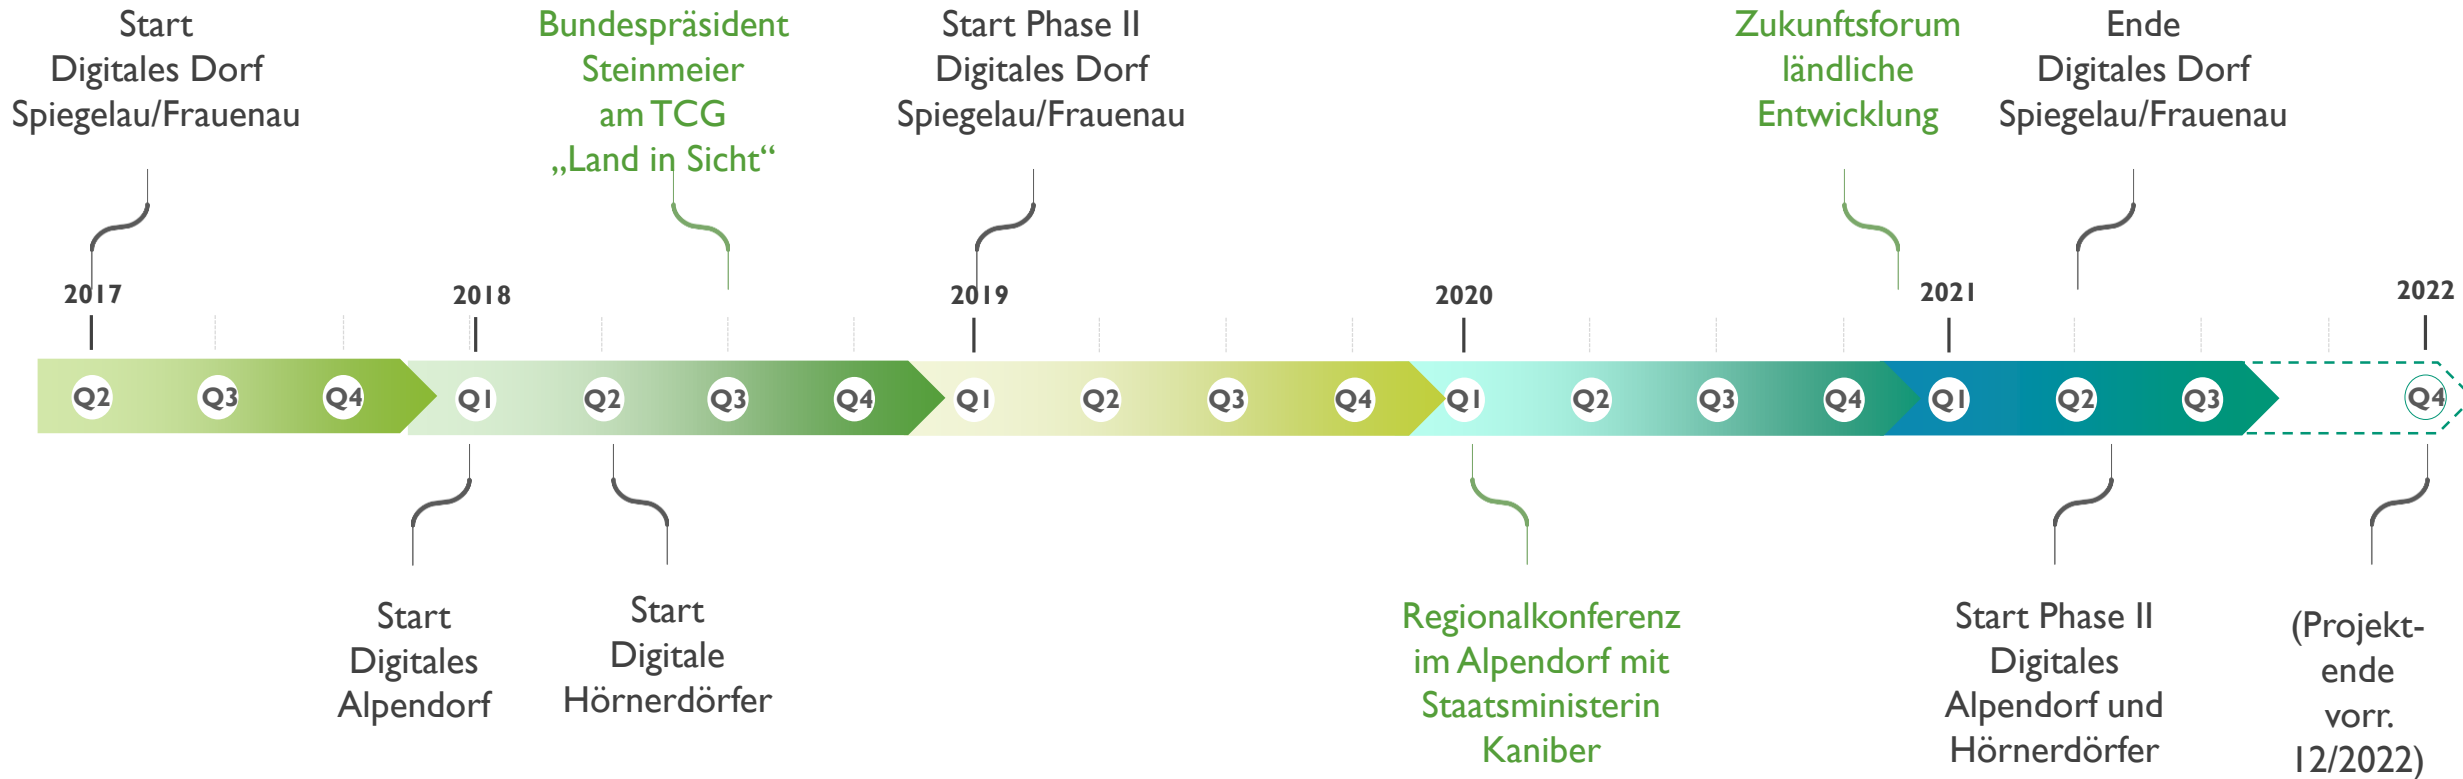 Start
Digitales Dorf
Spiegelau/Frauenau
Bundespräsident
Steinmeier
am TCG
„Land in Sicht“
Start Phase II
Digitales Dorf
Spiegelau/Frauenau
Zukunftsforum
ländliche
Entwicklung
Ende
Digitales Dorf
Spiegelau/Frauenau
2017 2018 2019 2020 2021 2022
Q2 Q3 Q4 Q1 Q2 Q3 Q4 Q1 Q2 Q3 Q4 Q1 Q2 Q3 Q4 Q1 Q2 Q3 Q4
Start
Digitales
Alpendorf
Start
Digitale
Hörnerdörfer
Regionalkonferenz
im Alpendorf mit
Staatsministerin
Kaniber
Start Phase II
Digitales
Alpendorf und
Hörnerdörfer
(Projekt-
ende
vorr.
12/2022)